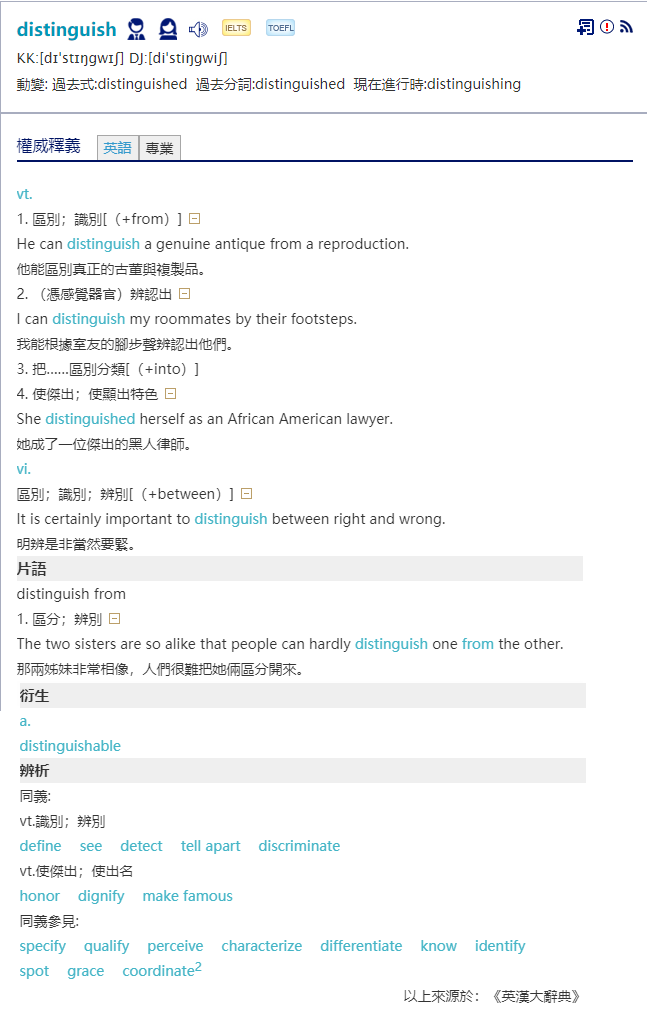 distinguish IELTS TOEFL
KK:[dɪˈstɪŋgwɪʃ] DJ:[diˈstiŋgwiʃ]
動變: 過去式:distinguished 過去分詞:distinguished 現在進行時:distinguishing
權威釋義 英語 專業
vt.
1. 區別；識別[（+from）]
He can distinguish a genuine antique from a reproduction.
他能區別真正的古董與複製品。
2. （憑感覺器官）辨認出
I can distinguish my roommates by their footsteps.
我能根據室友的腳步聲辨認出他們。
3. 把……區別分類[（+into）]
4. 使傑出；使顯出特色
She distinguished herself as an African American lawyer.
她成了一位傑出的黑人律師。
vi.
區別；識別；辨別[（+between）]
It is certainly important to distinguish between right and wrong.
明辨是非當然要緊。
片語
distinguish from
1. 區分；辨別
The two sisters are so alike that people can hardly distinguish one from the other.
那兩姊妹非常相像，人們很難把她倆區分開來。
衍生
a.
distinguishable
辨析
同義:
vt.識別；辨別
define see detect tell apart discriminate
vt.使傑出；使出名
honor dignify make famous
同義參見:
specify qualify perceive characterize differentiate know identify
spot grace coordinate2
以上來源於：《英漢大辭典》